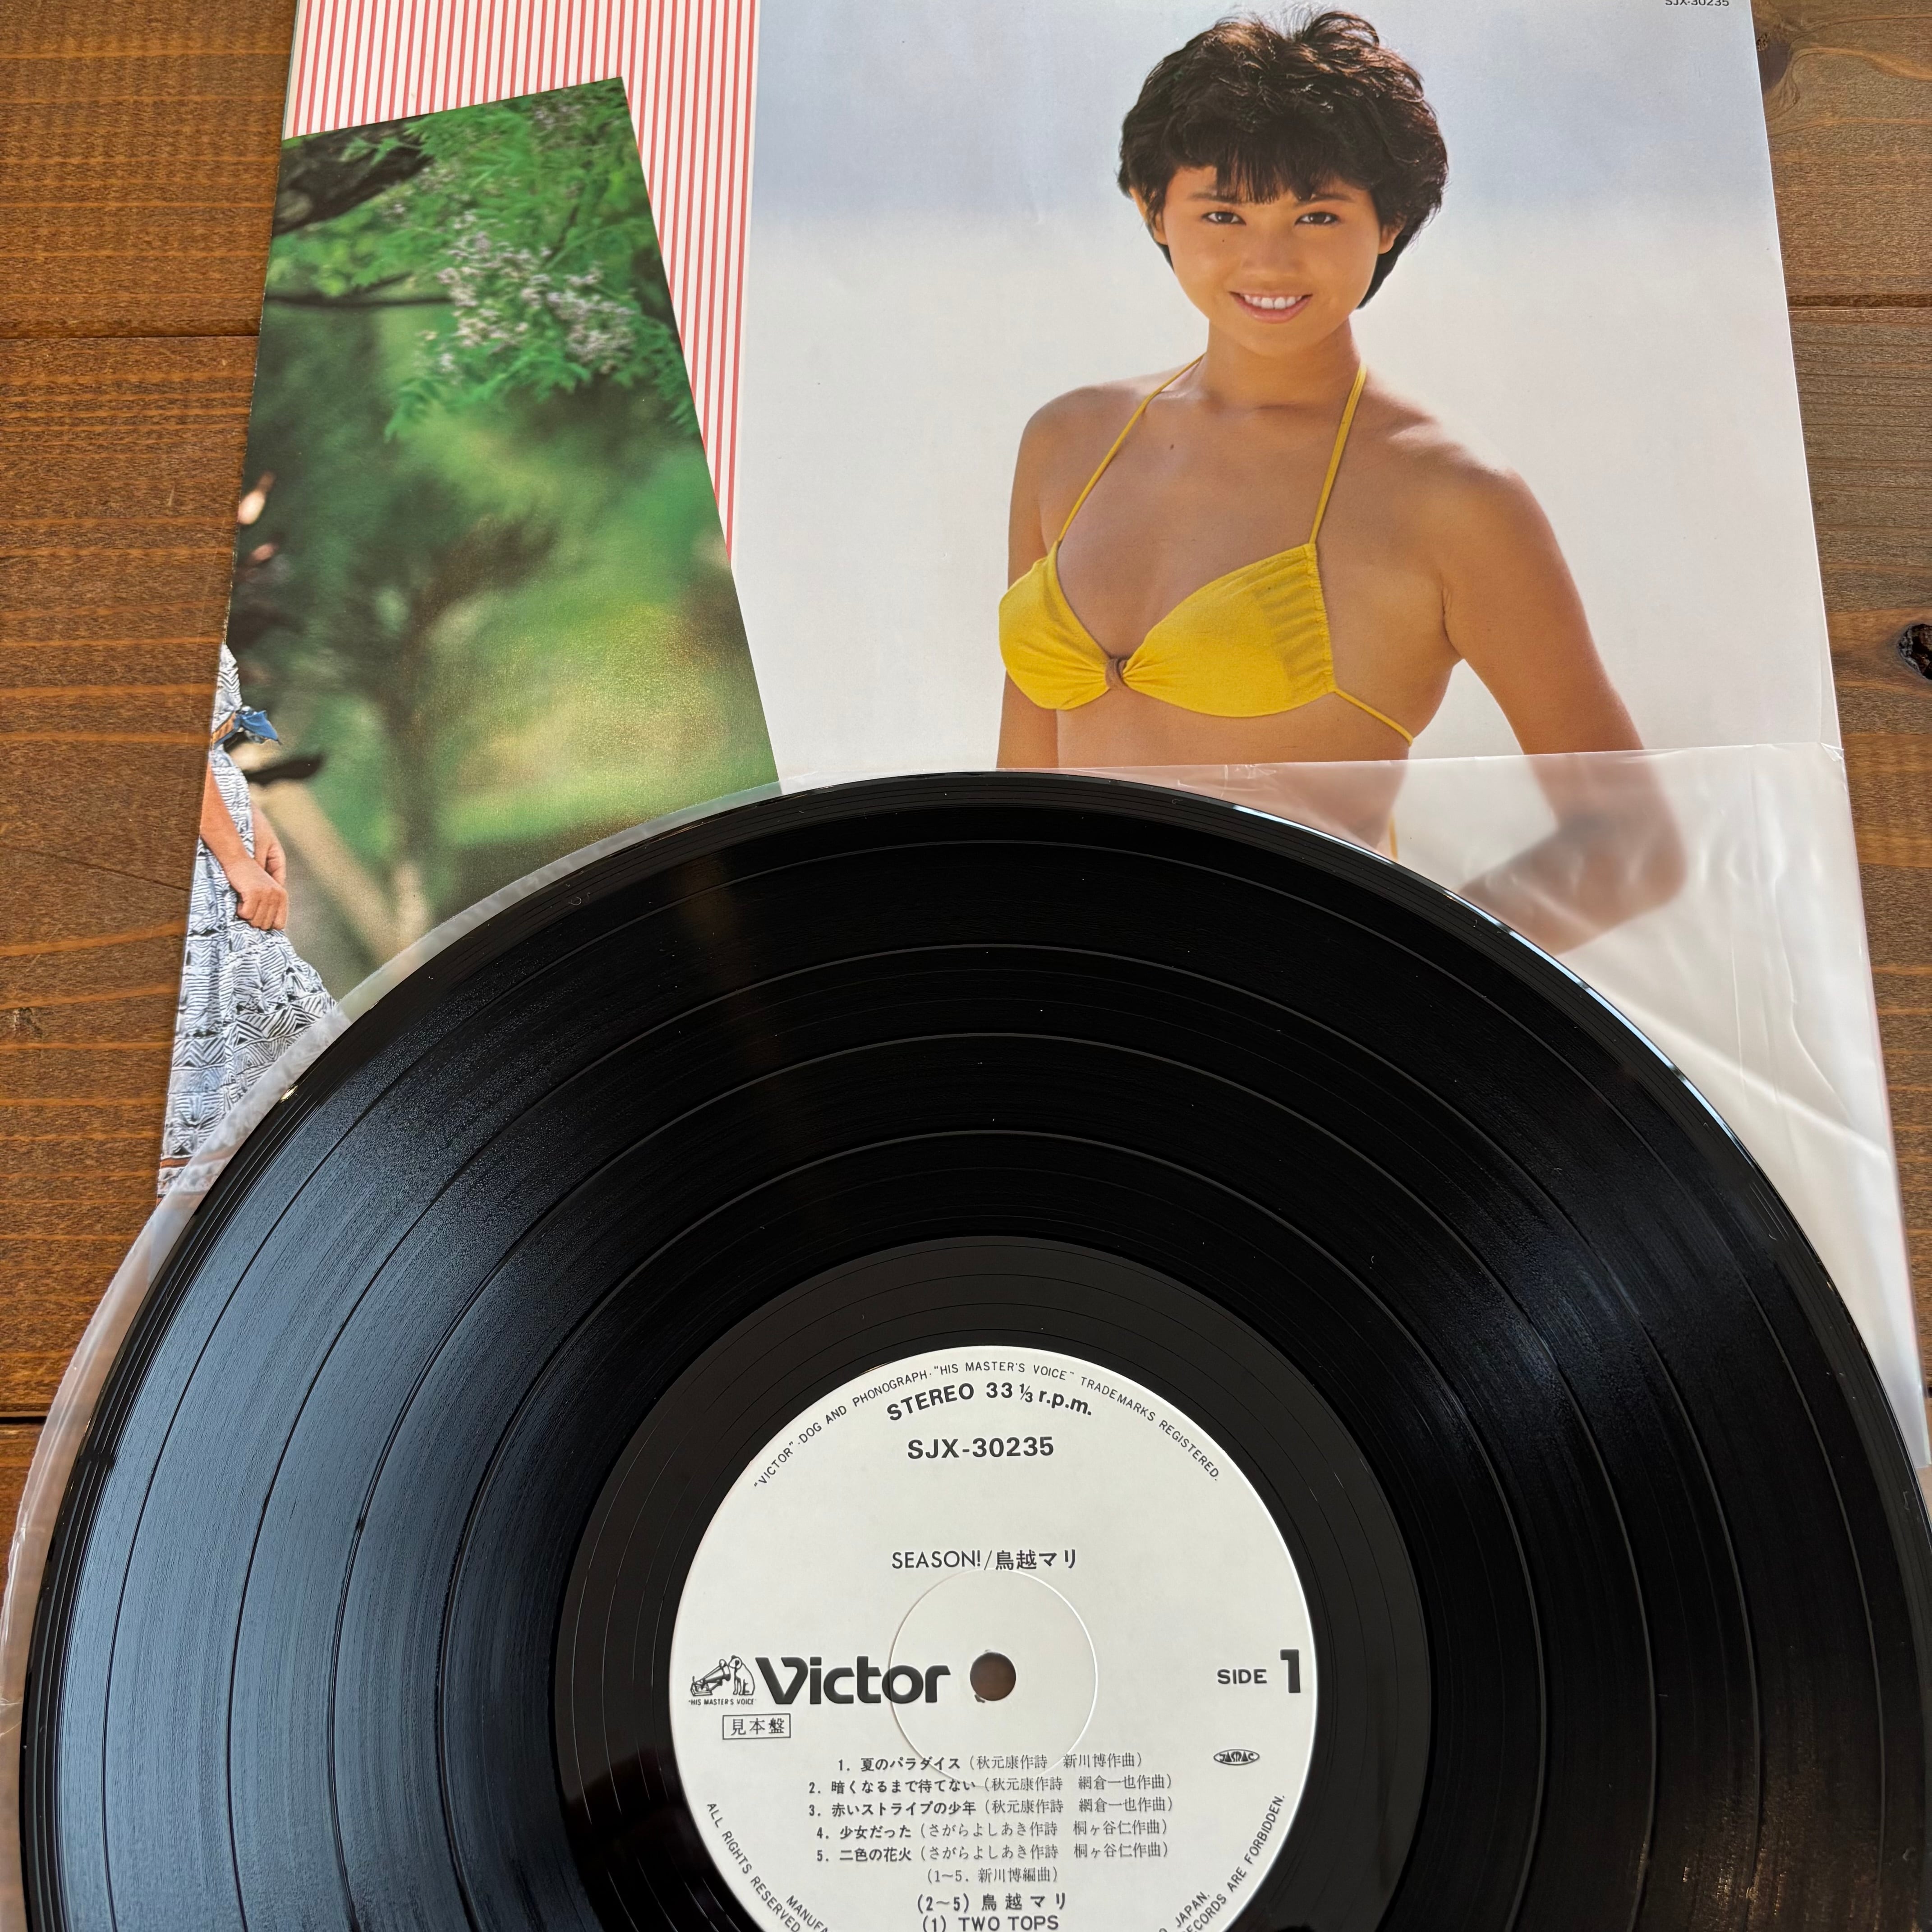 SJX-30235
"VICTOR"·DOG AND PHONOGRAPH·"HIS MASTER'S VOICE" TRADEMARKS REGISTERED.
STEREO 33⅓ r.p.m.
SJX-30235
SEASON!/鳥越マリ
Victor
"HIS MASTER'S VOICE"
SIDE 1
見本盤
JASRAC
1. 夏のパラダイス (秋元康作詩 新川博作曲)
2. 暗くなるまで待てない (秋元康作詩 網倉一也作曲)
3. 赤いストライプの少年 (秋元康作詩 網倉一也作曲)
4. 少女だった (さがらよしあき作詩 桐ヶ谷仁作曲)
5. 二色の花火 (さがらよしあき作詩 桐ヶ谷仁作曲)
(1~5. 新川博編曲)
(2~5) 鳥越マリ
(1) TWO TOPS
ALL RIGHTS RESERVED
JAPAN.
ARE FORBIDDEN.